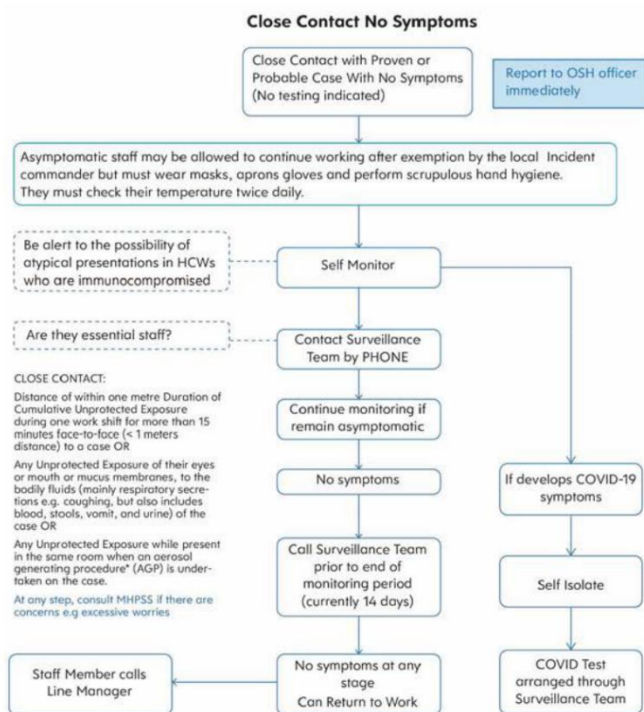 Close Contact No Symptoms
Close Contact with Proven or
Probable Case With No Symptoms
(No testing indicated)
Report to OSH officer
immediately
Asymptomatic staff may be allowed to continue working after exemption by the local Incident
commander but must wear masks, aprons gloves and perform scrupulous hand hygiene.
They must check their temperature twice daily.
Be alert to the possibility of
atypical presentations in HCWs
who are immunocompromised
Self Monitor
Are they essential staff?
Contact Surveillance
Team by PHONE
CLOSE CONTACT:
Distance of within one metre Duration of
Cumulative Unprotected Exposure
during one work shift for more than 15
minutes face-to-face (< 1 meters
distance) to a case OR
Any Unprotected Exposure of their eyes
or mouth or mucus membranes, to the
bodily fluids (mainly respiratory secre-
tions e.g. coughing, but also includes
blood, stools, vomit, and urine) of the
case OR
Any Unprotected Exposure while present
in the same room when an aerosol
generating procedure* (AGP) is under-
taken on the case.
At any step, consult MHPSS if there are
concerns e.g excessive worries
Continue monitoring if
remain asymptomatic
No symptoms
If develops COVID-19
symptoms
Call Surveillance Team
prior to end of
monitoring period
(currently 14 days)
Self Isolate
Staff Member calls
Line Manager
No symptoms at any
stage
Can Return to Work
COVID Test
arranged through
Surveillance Team